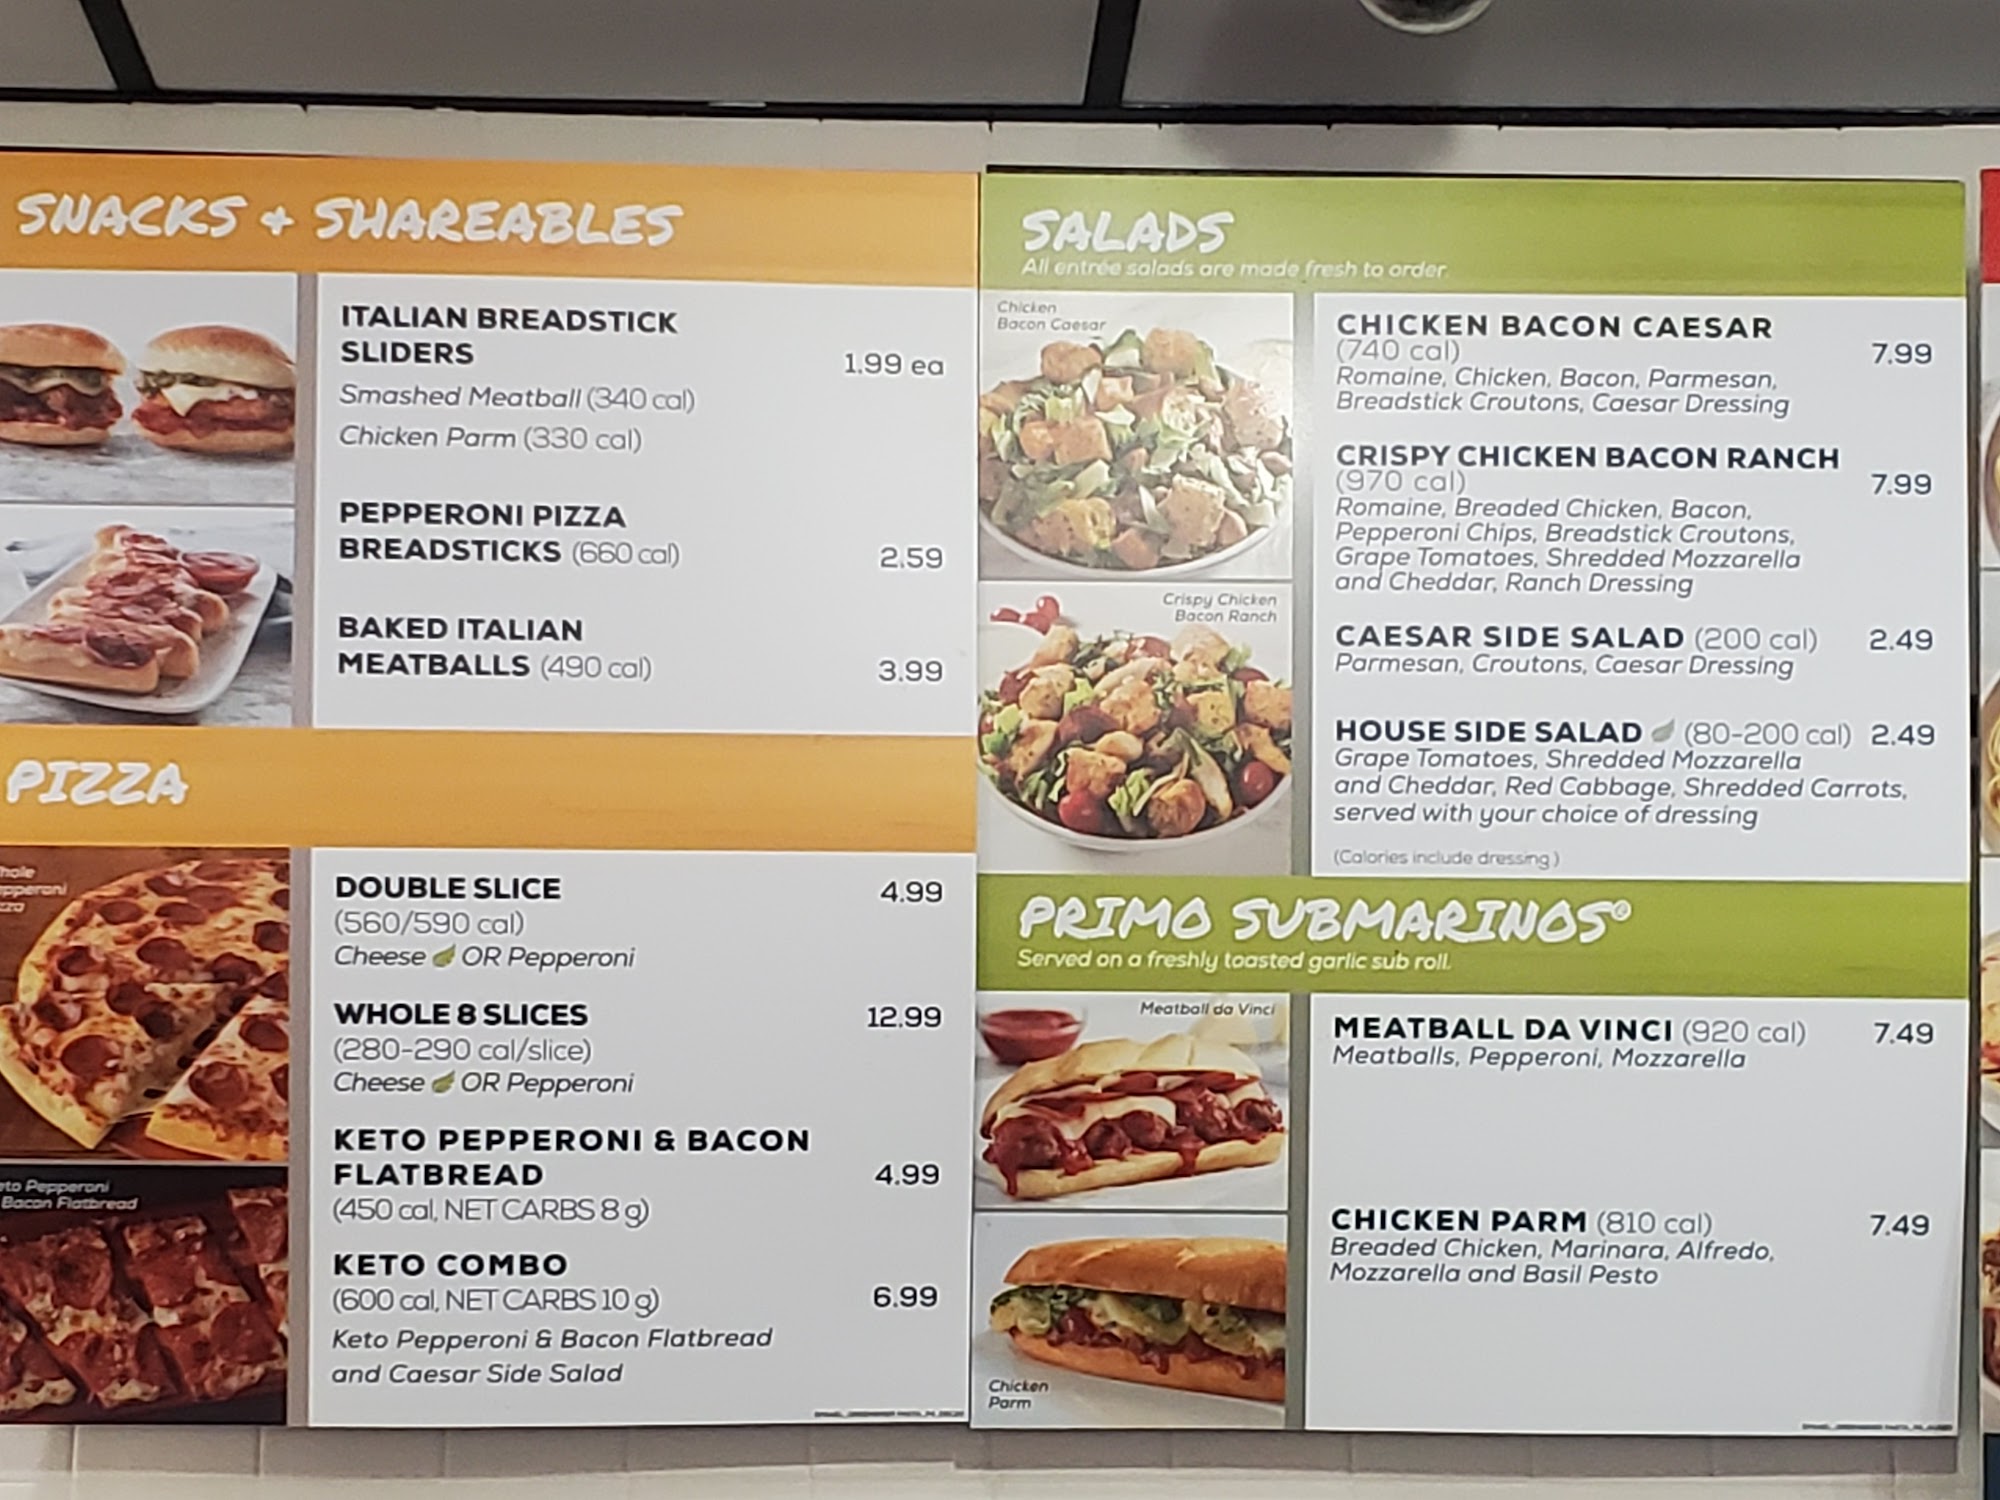 SNACKS + SHAREABLES
ITALIAN BREADSTICK
SLIDERS
1.99 ea
Smashed Meatball (340 cal)
Chicken Parm (330 cal)
PEPPERONI PIZZA
BREADSTICKS (660 cal)
2.59
BAKED ITALIAN
MEATBALLS (490 cal)
3.99
PIZZA
DOUBLE SLICE
4.99
(560/590 cal)
Cheese OR Pepperoni
WHOLE 8 SLICES
12.99
(280-290 cal/slice)
Cheese OR Pepperoni
KETO PEPPERONI & BACON
FLATBREAD
4.99
(450 cal, NET CARBS 8 g)
KETO COMBO
(600 cal, NET CARBS 10 g)
6.99
Keto Pepperoni & Bacon Flatbread
and Caesar Side Salad
Pepperoni
Bacon Flatbread
SALADS
All entrée salads are made fresh to order.
Chicken
Bacon Caesar
CHICKEN BACON CAESAR
(740 cal)
7.99
Romaine, Chicken, Bacon, Parmesan,
Breadstick Croutons, Caesar Dressing
CRISPY CHICKEN BACON RANCH
(970 cal)
7.99
Romaine, Breaded Chicken, Bacon,
Pepperoni Chips, Breadstick Croutons,
Grape Tomatoes, Shredded Mozzarella
and Cheddar, Ranch Dressing
Crispy Chicken
Bacon Ranch
CAESAR SIDE SALAD (200 cal) 2.49
Parmesan, Croutons, Caesar Dressing
HOUSE SIDE SALAD (80-200 cal) 2.49
Grape Tomatoes, Shredded Mozzarella
and Cheddar, Red Cabbage, Shredded Carrots,
served with your choice of dressing
(Calories include dressing)
PRIMO SUBMARINOS®
Served on a freshly toasted garlic sub roll.
Meatball da Vinci
MEATBALL DA VINCI (920 cal) 7.49
Meatballs, Pepperoni, Mozzarella
CHICKEN PARM (810 cal) 7.49
Breaded Chicken, Marinara, Alfredo,
Mozzarella and Basil Pesto
Chicken
Parm